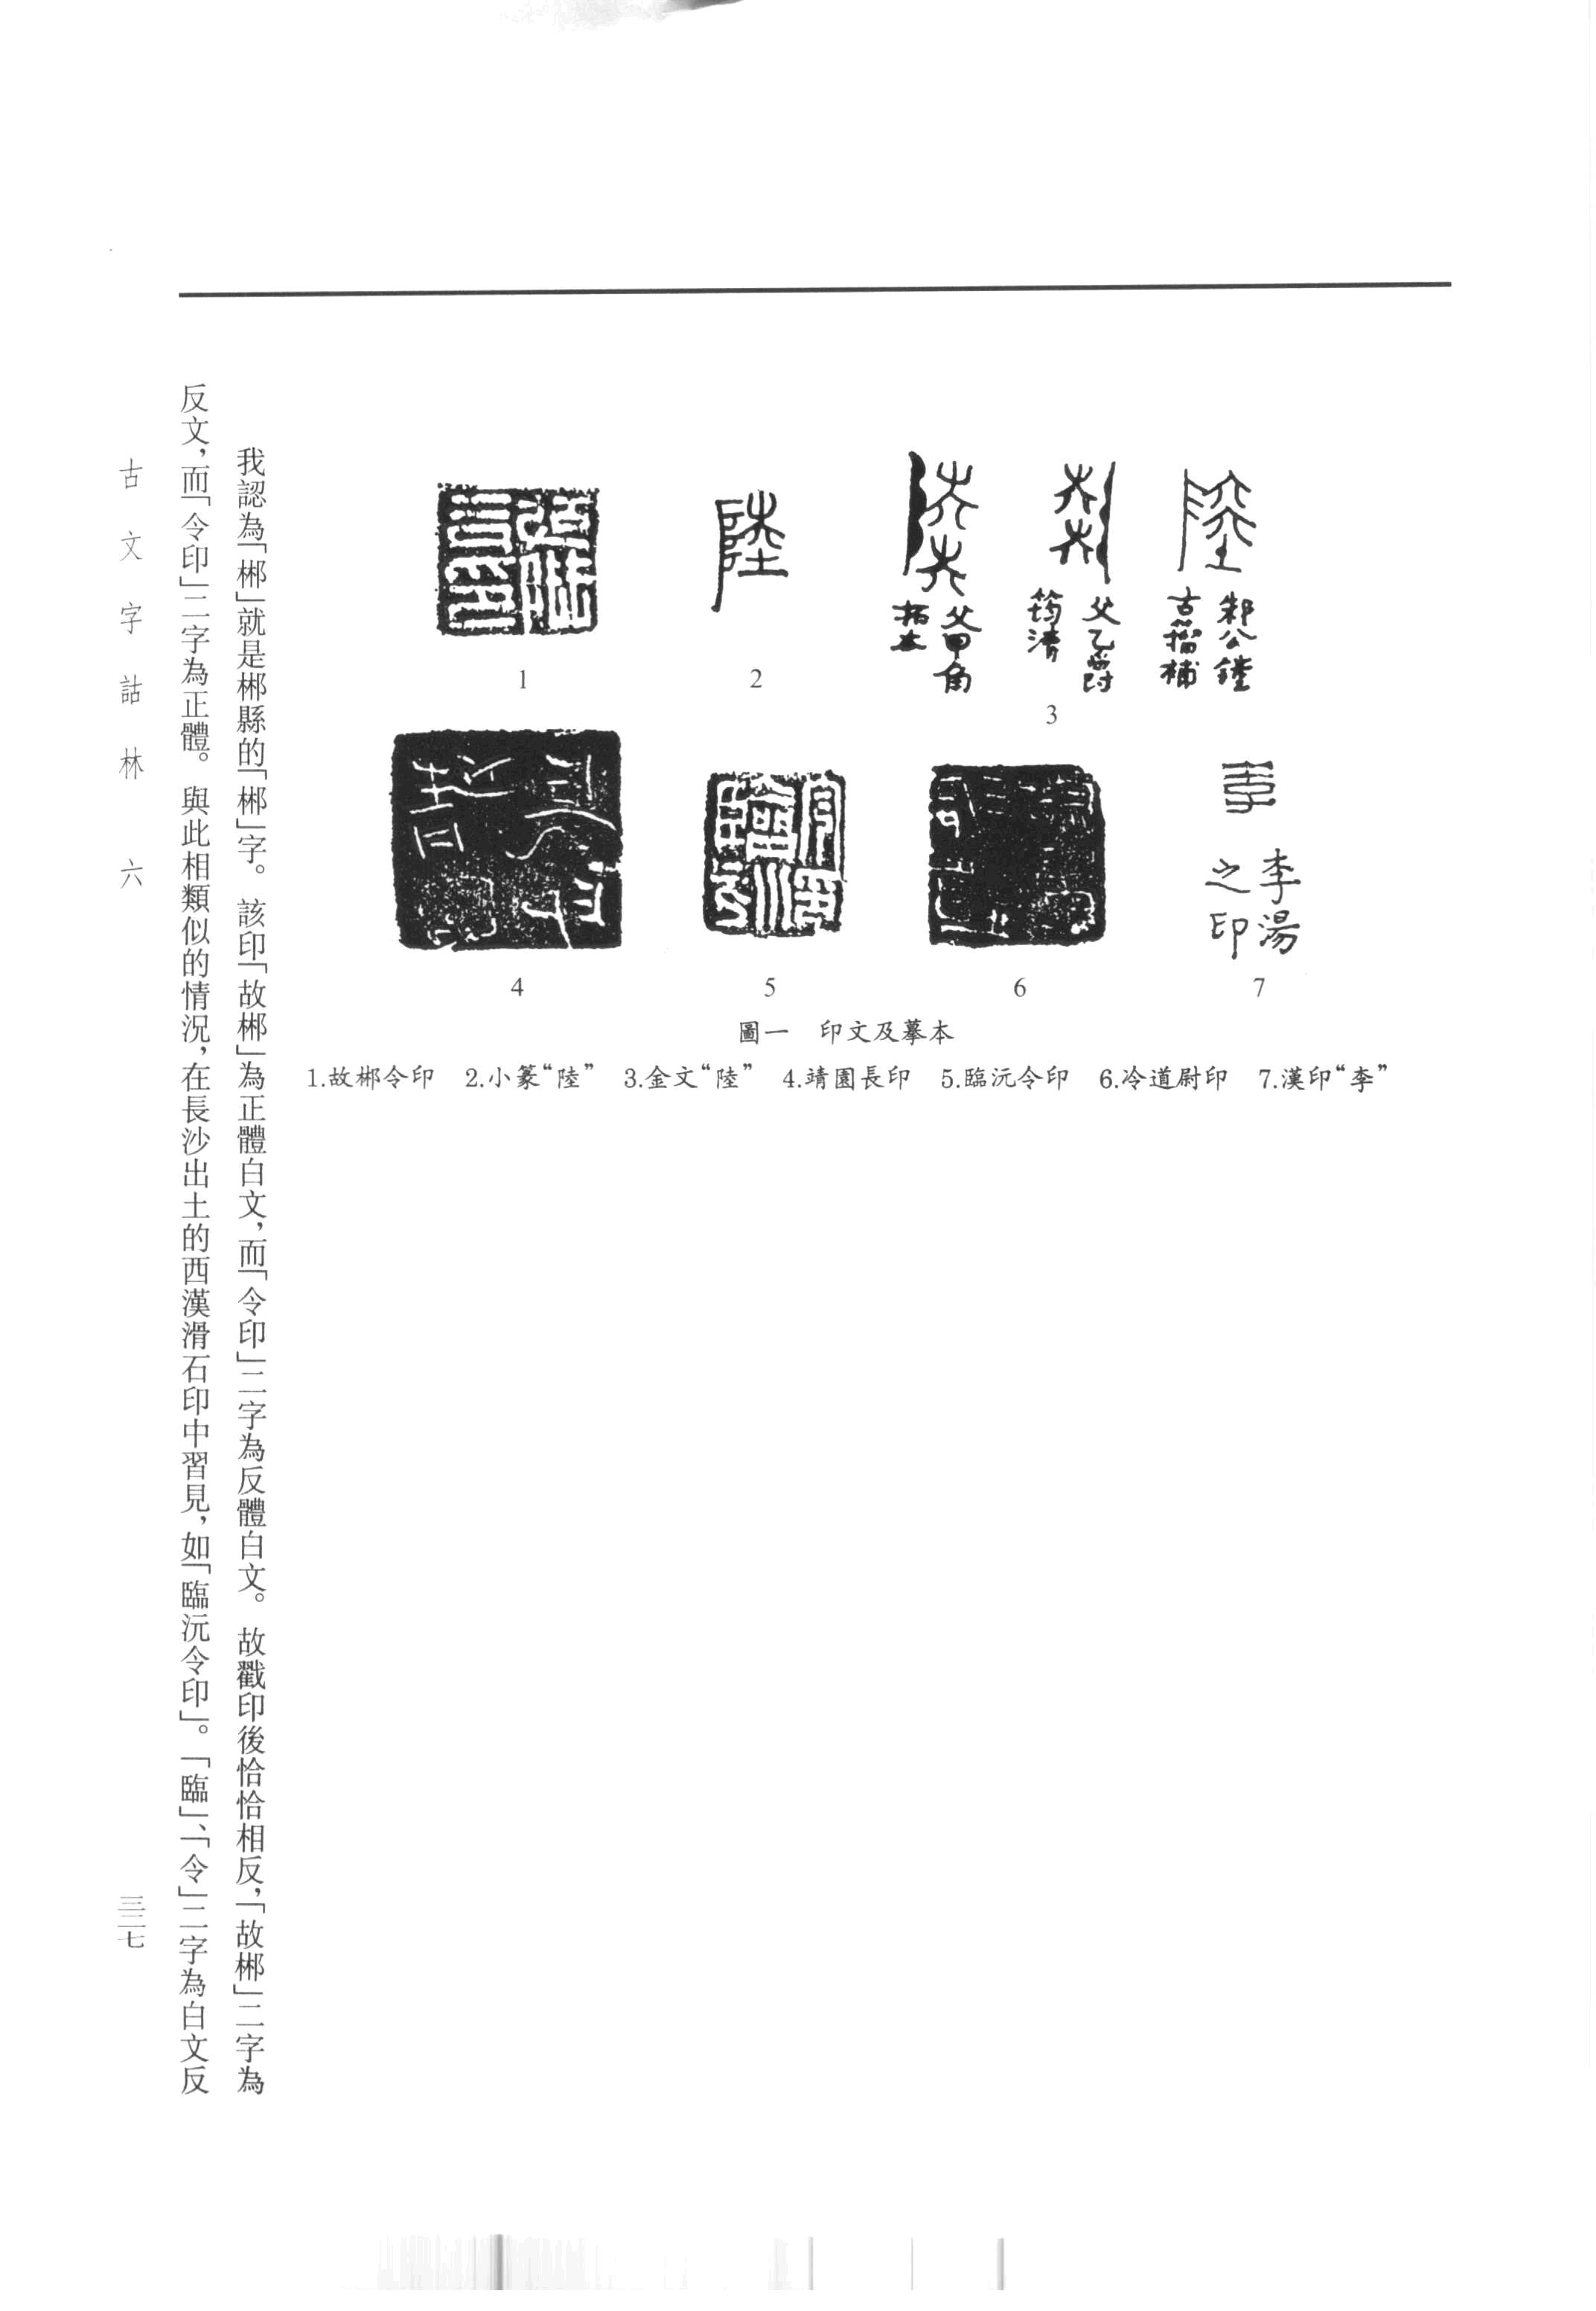 邾公鐘
古籀補
父乙爵
筠清
父甲角
拓本
陸
1
2
3
李湯
之印
4
5
6
7
圖一 印文及摹本
1.故郴令印 2.小篆“陸” 3.金文“陸” 4.靖園長印 5.臨沅令印 6.冷道尉印 7.漢印“李”
我認為「郴」就是郴縣的「郴」字。該印「故郴」為正體白文，而「令印」二字為反體白文。故戳印後恰恰相反，「故郴」二字為
反文，而「令印」二字為正體。與此相類似的情況，在長沙出土的西漢滑石印中習見，如「臨沅令印」。「臨」、「令」二字為白文反
古文字詁林 六
三二七